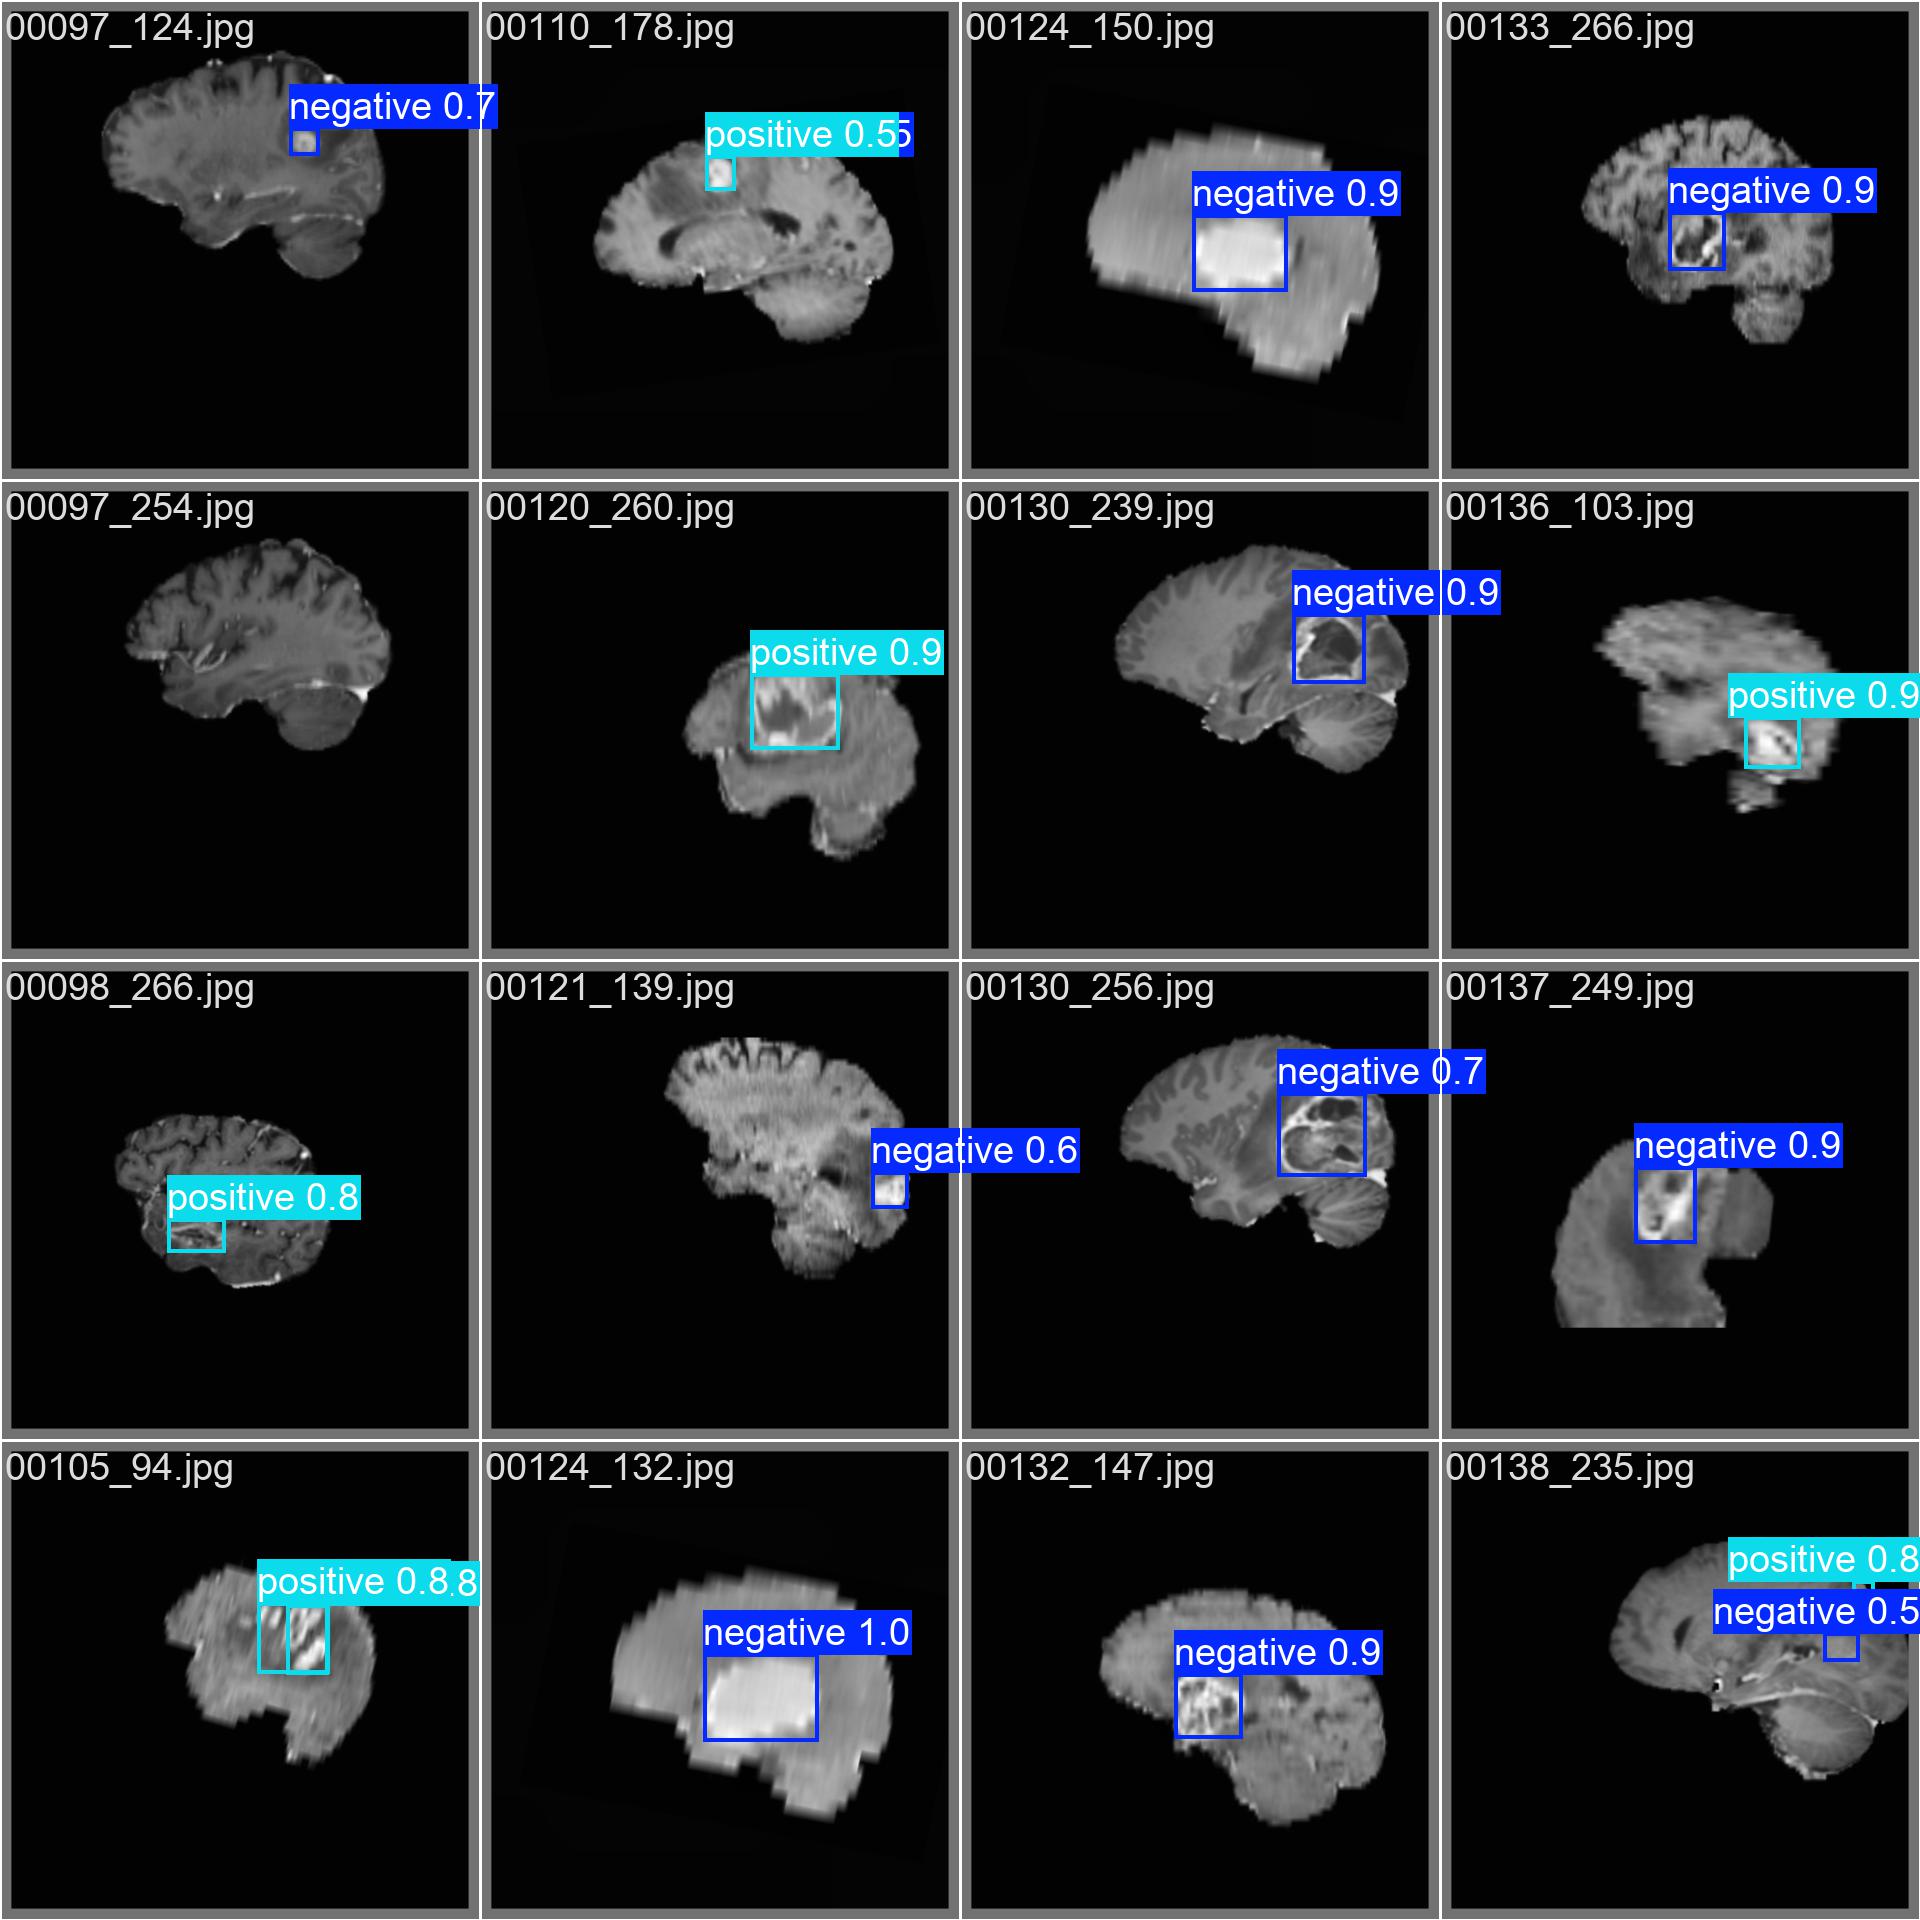 00097_124.jpg
negative 0.7
00110_178.jpg
positive 0.5
5
00124_150.jpg
negative 0.9
00133_266.jpg
negative 0.9
00097_254.jpg
00120_260.jpg
positive 0.9
00130_239.jpg
negative 0.9
00136_103.jpg
positive 0.9
00098_266.jpg
positive 0.8
00121_139.jpg
negative 0.6
00130_256.jpg
negative 0.7
00137_249.jpg
negative 0.9
00105_94.jpg
positive 0.8
.8
00124_132.jpg
negative 1.0
00132_147.jpg
negative 0.9
00138_235.jpg
positive 0.8
negative 0.5